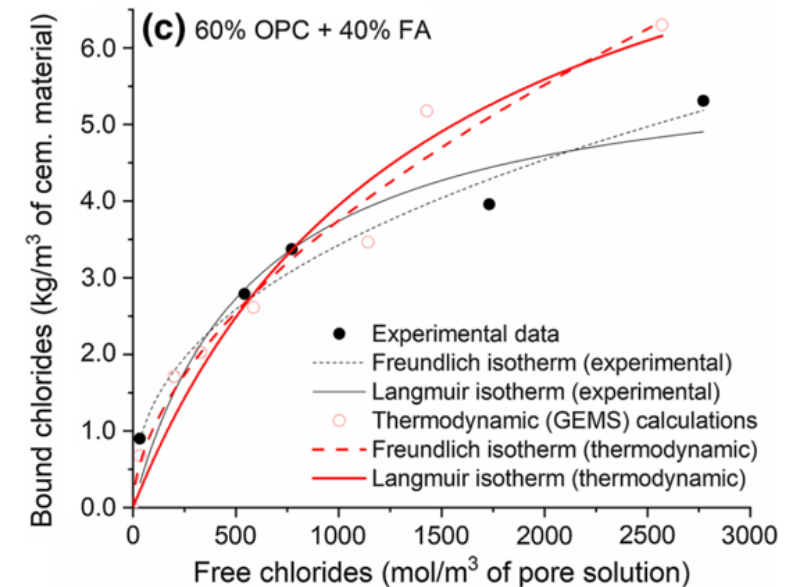 (c) 60% OPC + 40% FA
Bound chlorides (kg/m³ of cem. material)
6.0
5.0
4.0
3.0
2.0
1.0
0.0
Experimental data
Freundlich isotherm (experimental)
Langmuir isotherm (experimental)
Thermodynamic (GEMS) calculations
Freundlich isotherm (thermodynamic)
Langmuir isotherm (thermodynamic)
0 500 1000 1500 2000 2500 3000
Free chlorides (mol/m³ of pore solution)